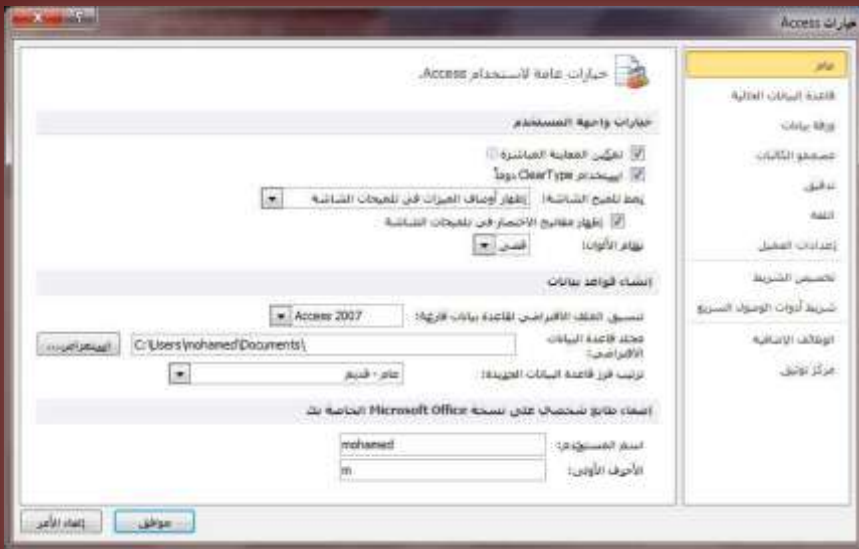 خيارات Access
عام
قاعدة البيانات الحالية
ورقة بيانات
مصممو الكائنات
تدقيق
اللغة
إعدادات العميل
تخصيص الشريط
شريط أدوات الوصول السريع
الوظائف الإضافية
مركز توثيق
خيارات عامة لاستخدام Access.
خيارات واجهة المستخدم
تمكين المعاينة المباشرة
استخدام ClearType دوماً
نمط تلميح الشاشة: إظهار أوصاف الميزات في تلميحات الشاشة
إظهار مفاتيح الاختصار في تلميحات الشاشة
نظام الألوان: فضي
إنشاء قواعد بيانات
تنسيق الملف الافتراضي لقاعدة بيانات فارغة: Access 2007
مجلد قاعدة البيانات
الافتراضي: C:\Users\mohamed\Documents\ استعراض...
ترتيب فرز قاعدة البيانات الجديدة: عام - قديم
إضفاء طابع شخصي على نسخة Microsoft Office الخاصة بك
اسم المستخدم: mohamed
الأحرف الأولى: m
موافق إلغاء الأمر